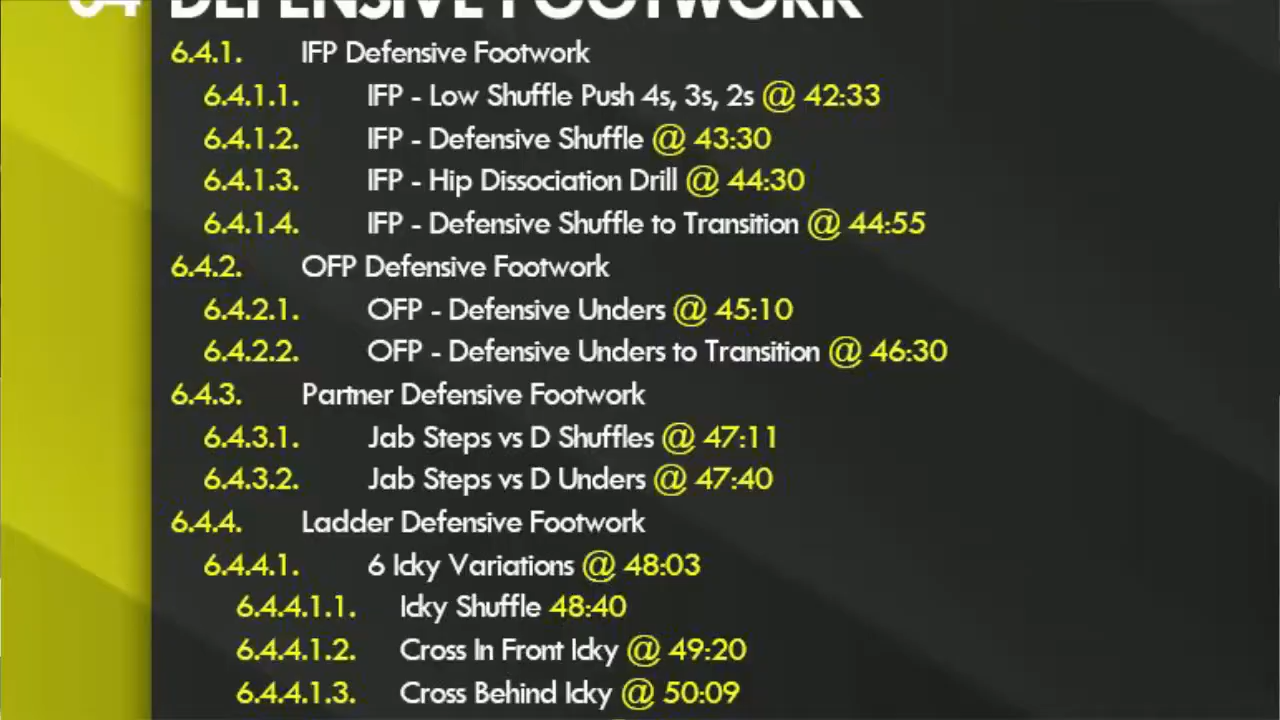 64 DEFENSIVE FOOTWORK
6.4.1. IFP Defensive Footwork
6.4.1.1. IFP - Low Shuffle Push 4s, 3s, 2s @ 42:33
6.4.1.2. IFP - Defensive Shuffle @ 43:30
6.4.1.3. IFP - Hip Dissociation Drill @ 44:30
6.4.1.4. IFP - Defensive Shuffle to Transition @ 44:55
6.4.2. OFP Defensive Footwork
6.4.2.1. OFP - Defensive Unders @ 45:10
6.4.2.2. OFP - Defensive Unders to Transition @ 46:30
6.4.3. Partner Defensive Footwork
6.4.3.1. Jab Steps vs D Shuffles @ 47:11
6.4.3.2. Jab Steps vs D Unders @ 47:40
6.4.4. Ladder Defensive Footwork
6.4.4.1. 6 Icky Variations @ 48:03
6.4.4.1.1. Icky Shuffle 48:40
6.4.4.1.2. Cross In Front Icky @ 49:20
6.4.4.1.3. Cross Behind Icky @ 50:09